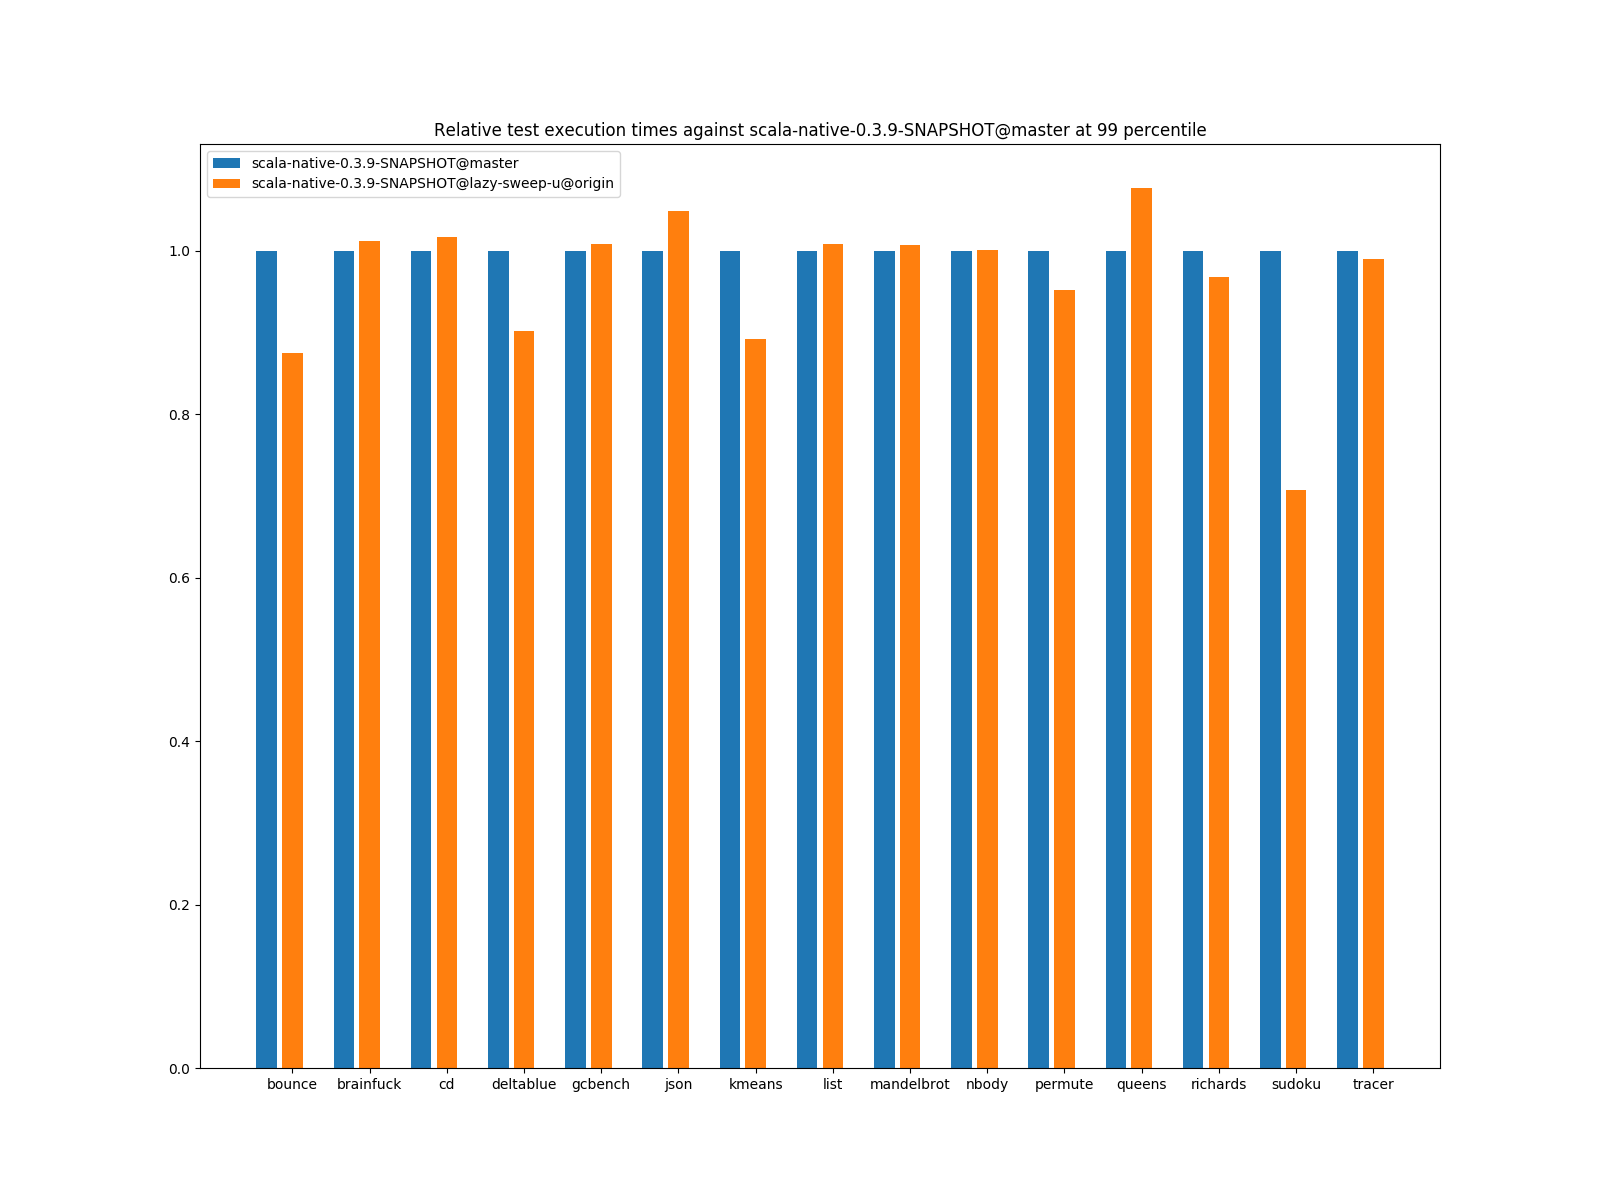 Relative test execution times against scala-native-0.3.9-SNAPSHOT@master at 99 percentile
scala-native-0.3.9-SNAPSHOT@master
scala-native-0.3.9-SNAPSHOT@lazy-sweep-u@origin
1.0
0.8
0.6
0.4
0.2
0.0
bounce brainfuck cd deltablue gcbench json kmeans list mandelbrot nbody permute queens richards sudoku tracer